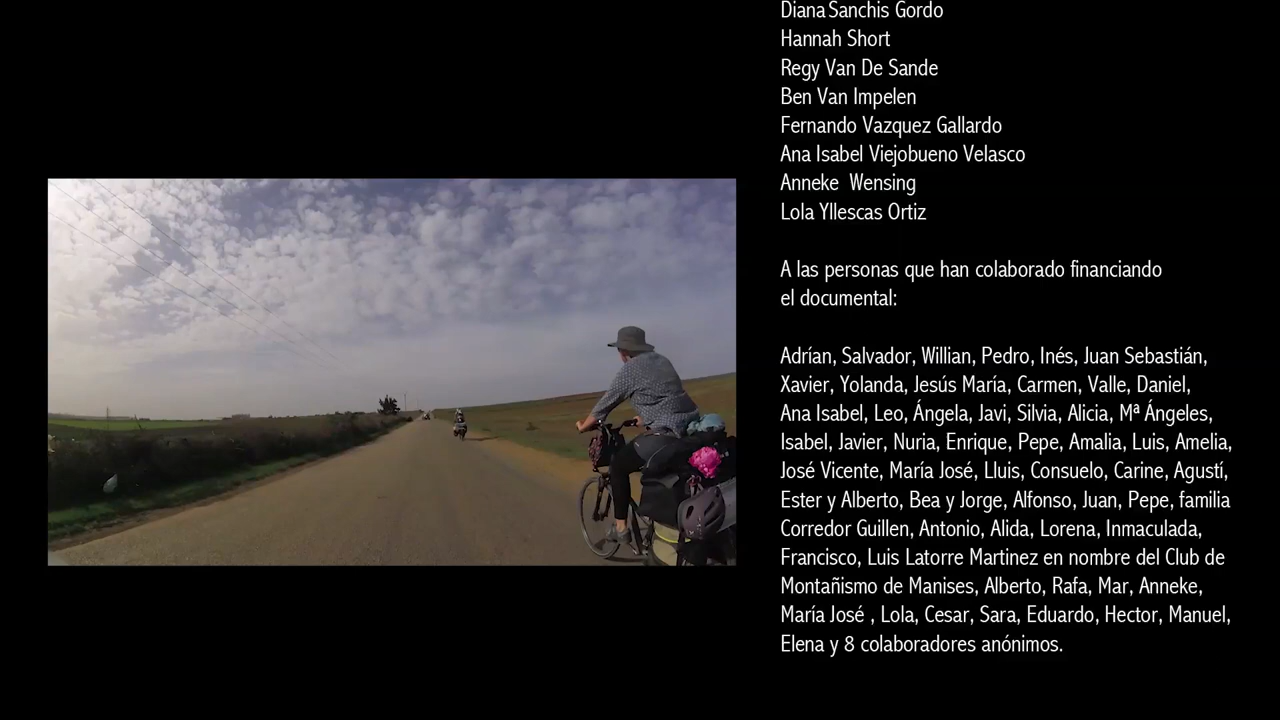 Diana Sanchis Gordo
Hannah Short
Regy Van De Sande
Ben Van Impelen
Fernando Vazquez Gallardo
Ana Isabel Viejobueno Velasco
Anneke  Wensing
Lola Yllescas Ortiz
A las personas que han colaborado financiando
el documental:
Adrían, Salvador, Willian, Pedro, Inés, Juan Sebastián,
Xavier, Yolanda, Jesús María, Carmen, Valle, Daniel,
Ana Isabel, Leo, Ángela, Javi, Silvia, Alicia, Mª Ángeles,
Isabel, Javier, Nuria, Enrique, Pepe, Amalia, Luis, Amelia,
José Vicente, María José, Lluis, Consuelo, Carine, Agustí,
Ester y Alberto, Bea y Jorge, Alfonso, Juan, Pepe, familia
Corredor Guillen, Antonio, Alida, Lorena, Inmaculada,
Francisco, Luis Latorre Martinez en nombre del Club de
Montañismo de Manises, Alberto, Rafa, Mar, Anneke,
María José , Lola, Cesar, Sara, Eduardo, Hector, Manuel,
Elena y 8 colaboradores anónimos.